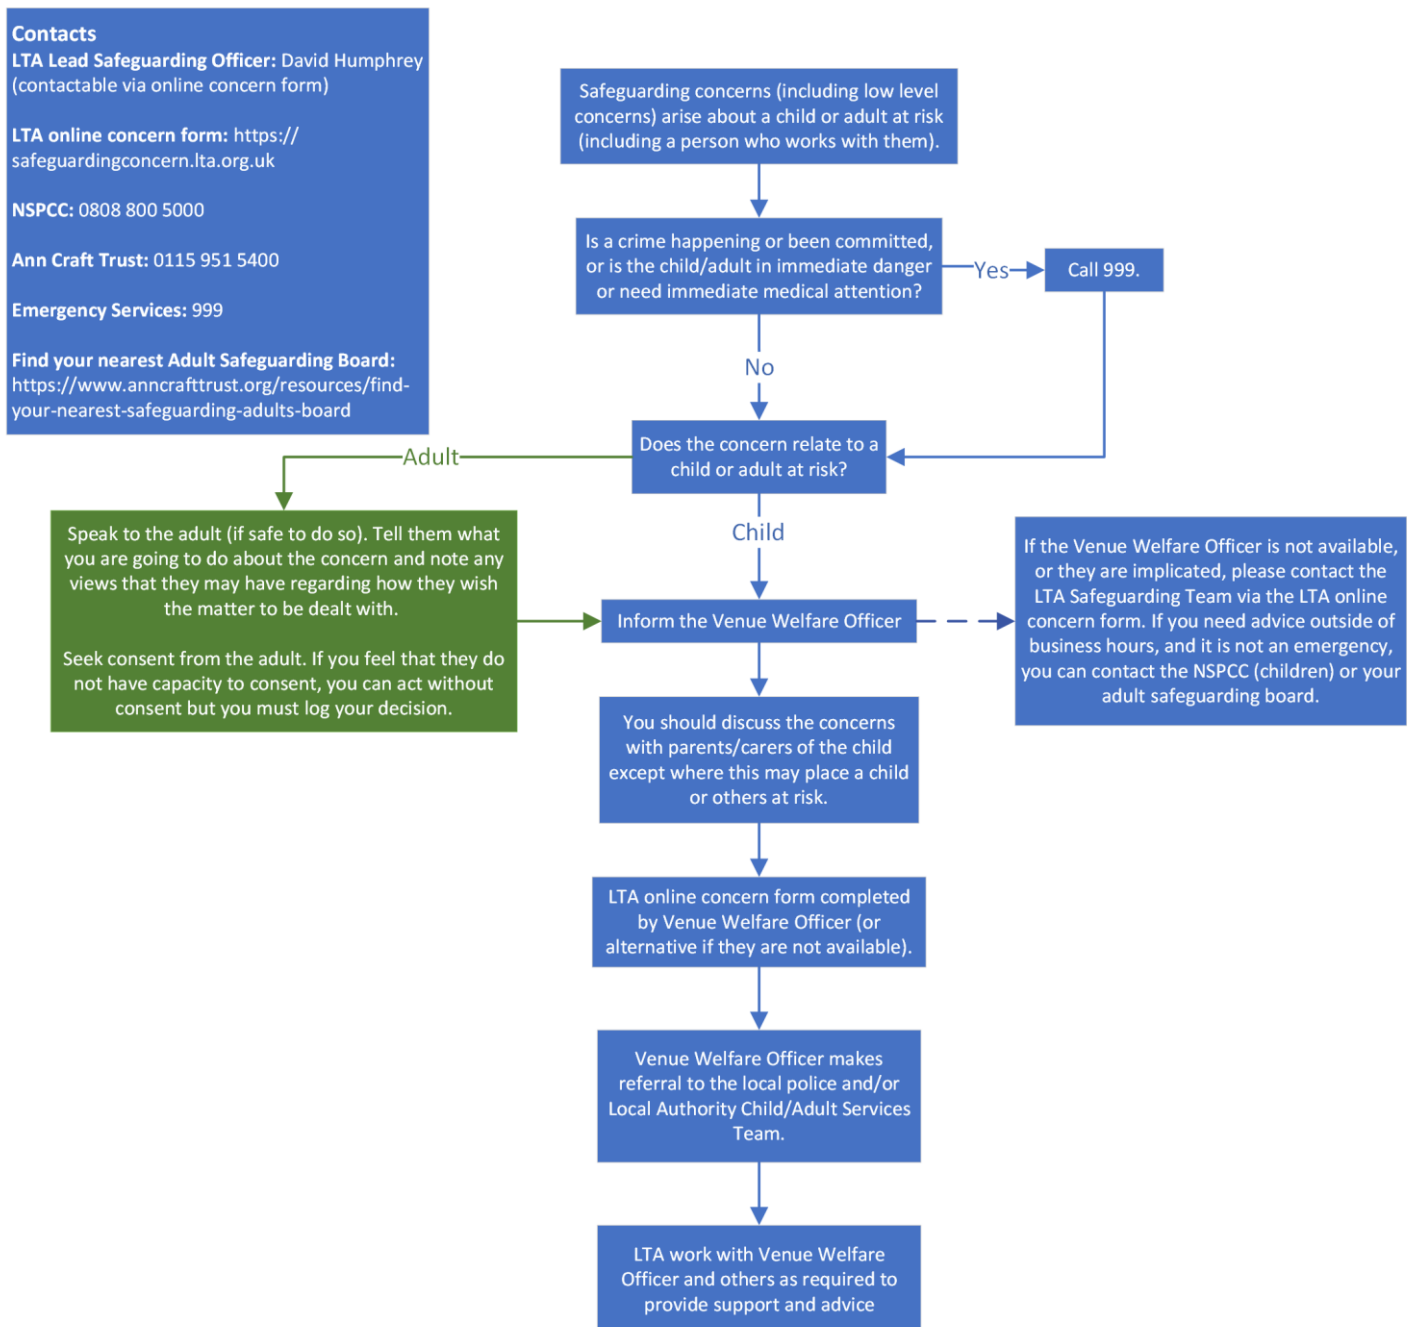 Contacts
LTA Lead Safeguarding Officer: David Humphrey
(contactable via online concern form)
LTA online concern form: https://
safeguardingconcern.lta.org.uk
NSPCC: 0808 800 5000
Ann Craft Trust: 0115 951 5400
Emergency Services: 999
Find your nearest Adult Safeguarding Board:
https://www.anncrafttrust.org/resources/find-
your-nearest-safeguarding-adults-board
Safeguarding concerns (including low level
concerns) arise about a child or adult at risk
(including a person who works with them).
Is a crime happening or been committed,
or is the child/adult in immediate danger
or need immediate medical attention?
Yes
Call 999.
No
Does the concern relate to a
child or adult at risk?
Adult
Speak to the adult (if safe to do so). Tell them what
you are going to do about the concern and note any
views that they may have regarding how they wish
the matter to be dealt with.
Seek consent from the adult. If you feel that they do
not have capacity to consent, you can act without
consent but you must log your decision.
Child
Inform the Venue Welfare Officer
If the Venue Welfare Officer is not available,
or they are implicated, please contact the
LTA Safeguarding Team via the LTA online
concern form. If you need advice outside of
business hours, and it is not an emergency,
you can contact the NSPCC (children) or your
adult safeguarding board.
You should discuss the concerns
with parents/carers of the child
except where this may place a child
or others at risk.
LTA online concern form completed
by Venue Welfare Officer (or
alternative if they are not available).
Venue Welfare Officer makes
referral to the local police and/or
Local Authority Child/Adult Services
Team.
LTA work with Venue Welfare
Officer and others as required to
provide support and advice